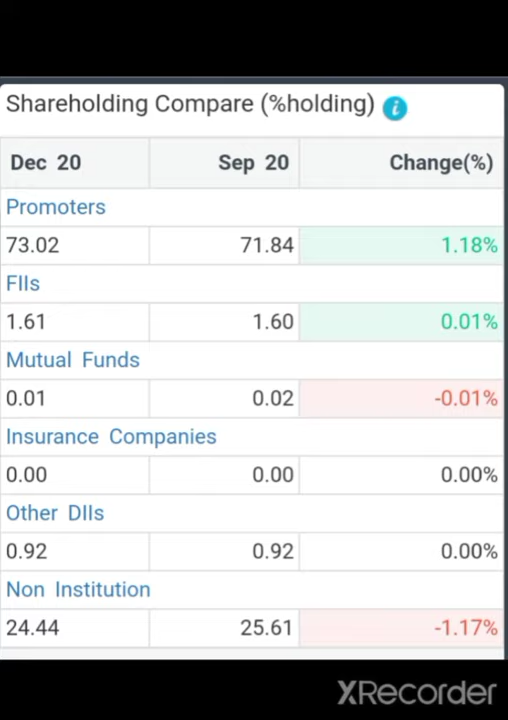 Shareholding Compare (%holding) i
Dec 20 Sep 20 Change(%)
Promoters
73.02 71.84 1.18%
FIIs
1.61 1.60 0.01%
Mutual Funds
0.01 0.02 -0.01%
Insurance Companies
0.00 0.00 0.00%
Other DIIs
0.92 0.92 0.00%
Non Institution
24.44 25.61 -1.17%
XRecorder